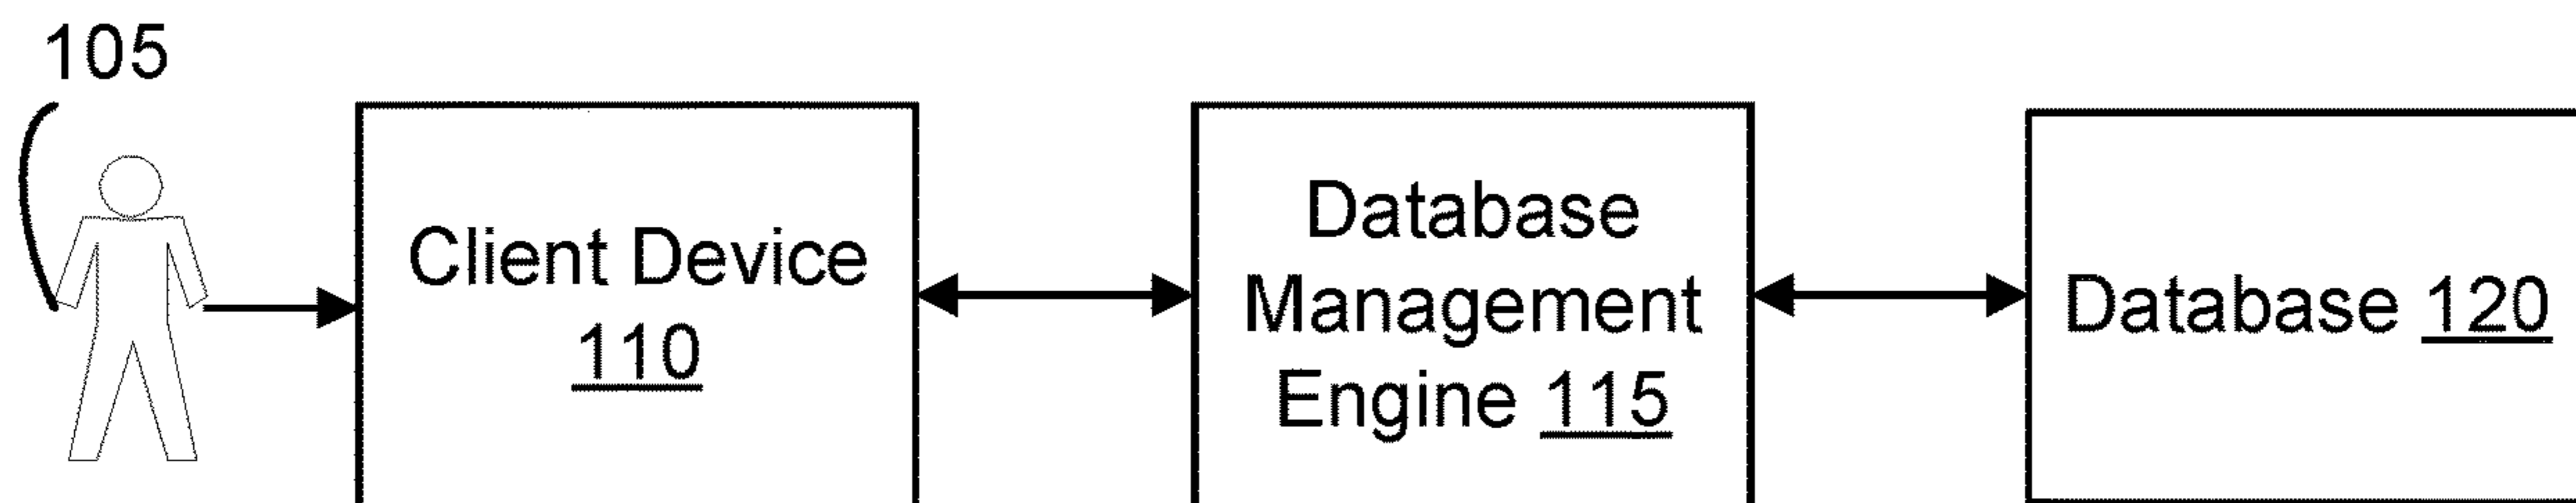 105
Client Device
110
Database
Management
Engine 115
Database 120